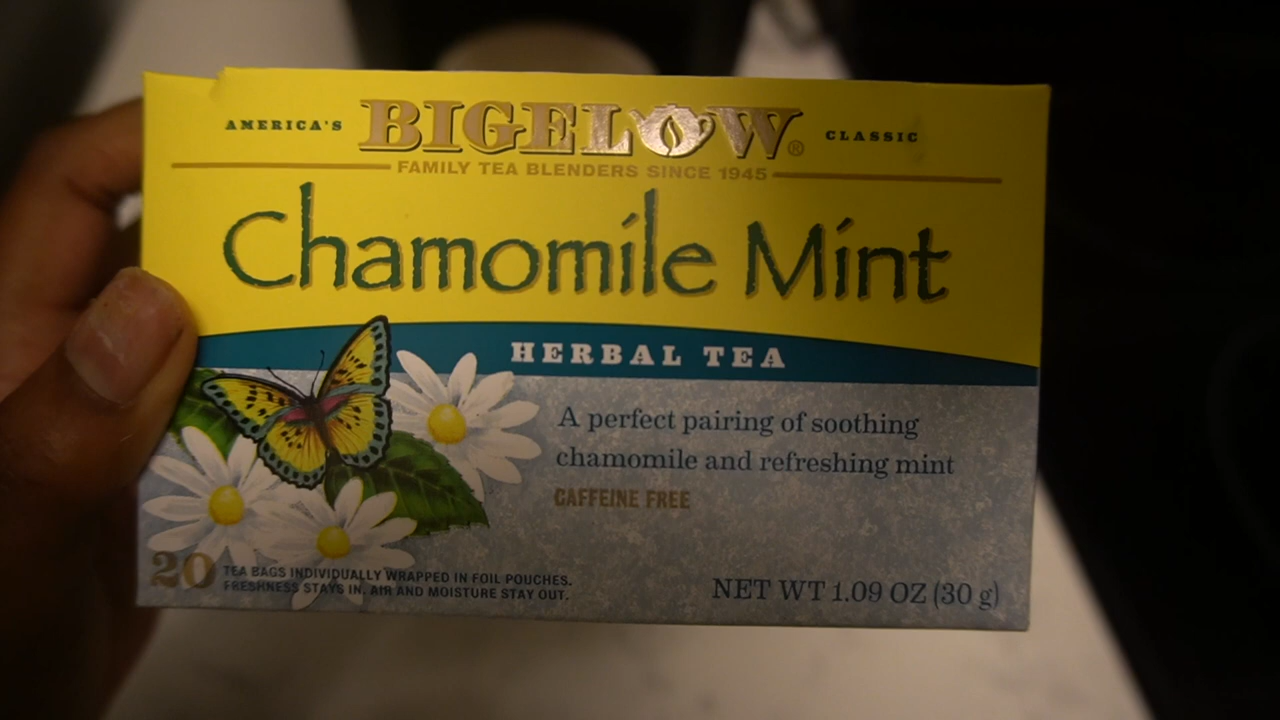 AMERICA'S BIGELOW® CLASSIC
FAMILY TEA BLENDERS SINCE 1945
Chamomile Mint
HERBAL TEA
A perfect pairing of soothing
chamomile and refreshing mint
CAFFEINE FREE
20 TEA BAGS INDIVIDUALLY WRAPPED IN FOIL POUCHES.
FRESHNESS STAYS IN. AIR AND MOISTURE STAY OUT.
NET WT 1.09 OZ (30 g)